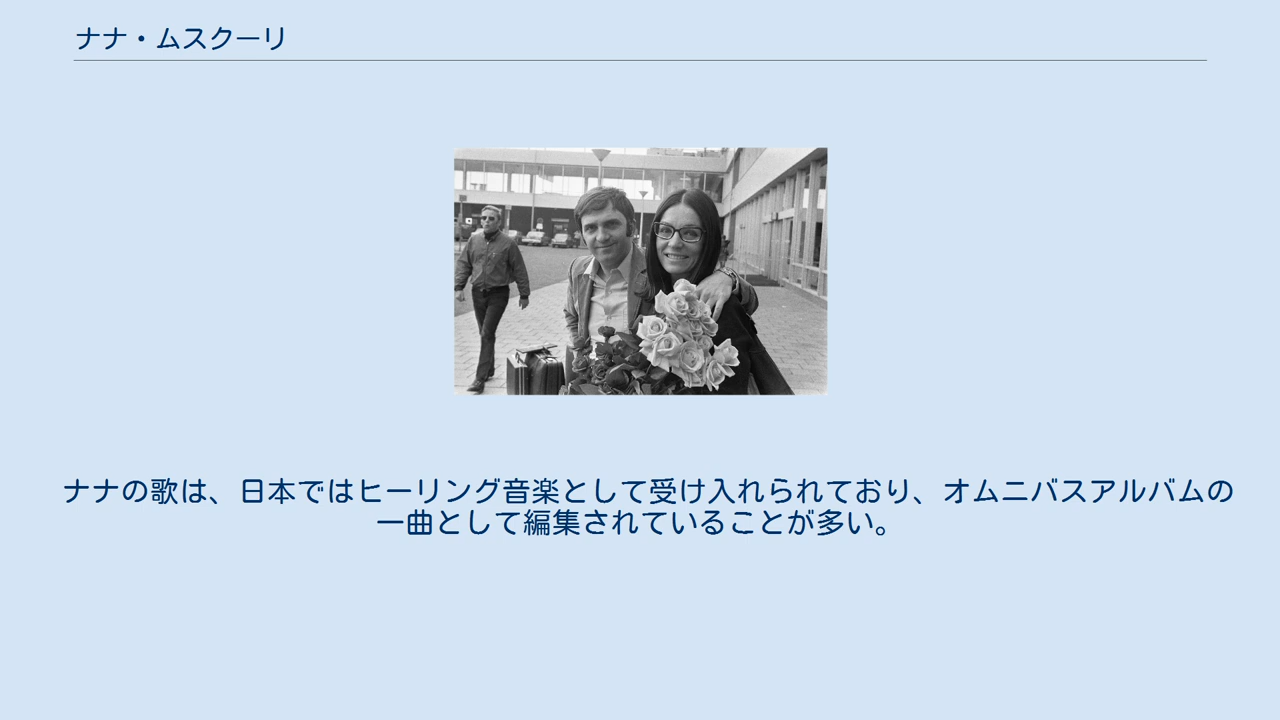 ナナ・ムスクーリ
ナナの歌は、日本ではヒーリング音楽として受け入れられており、オムニバスアルバムの
一曲として編集されていることが多い。